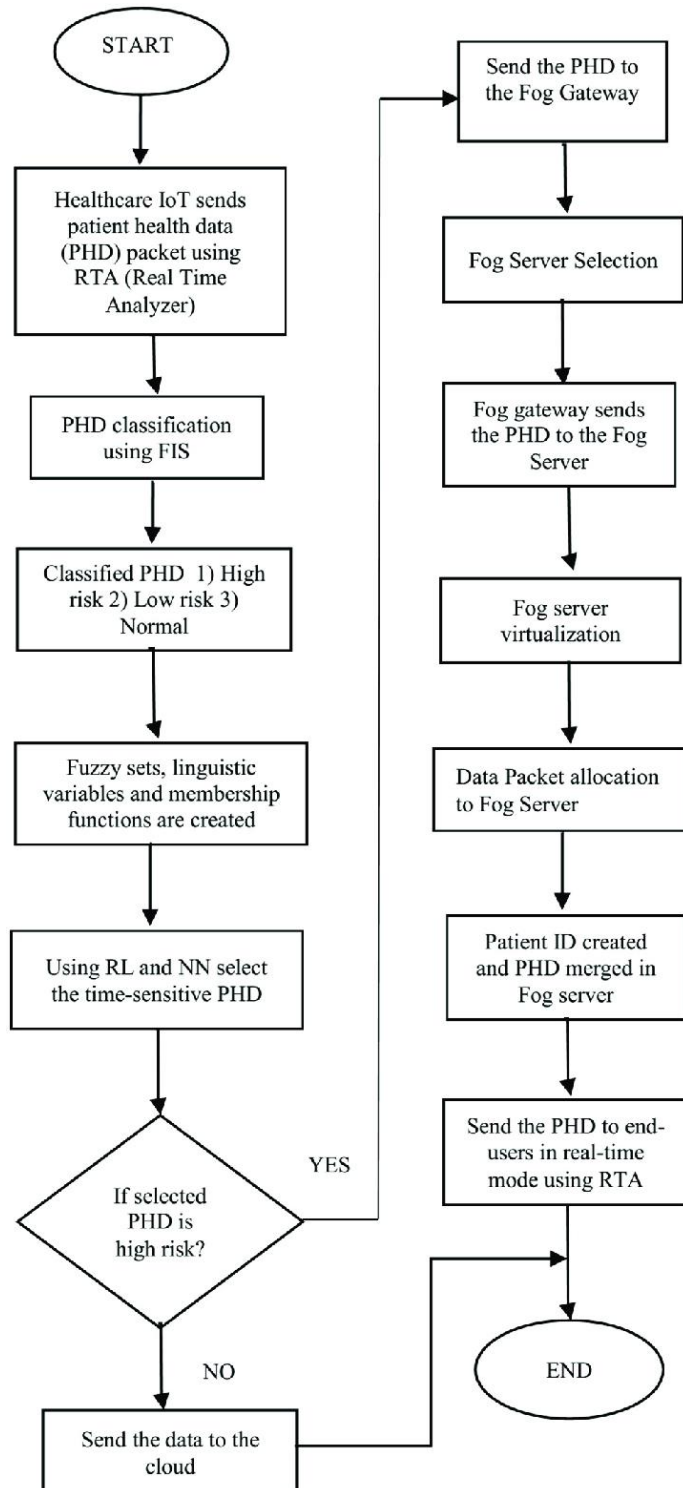 START
Healthcare IoT sends
patient health data
(PHD) packet using
RTA (Real Time
Analyzer)
PHD classification
using FIS
Classified PHD 1) High
risk 2) Low risk 3)
Normal
Fuzzy sets, linguistic
variables and membership
functions are created
Using RL and NN select
the time-sensitive PHD
If selected
PHD is
high risk?
YES
NO
Send the data to the
cloud
Send the PHD to
the Fog Gateway
Fog Server Selection
Fog gateway sends
the PHD to the Fog
Server
Fog server
virtualization
Data Packet allocation
to Fog Server
Patient ID created
and PHD merged in
Fog server
Send the PHD to end-
users in real-time
mode using RTA
END